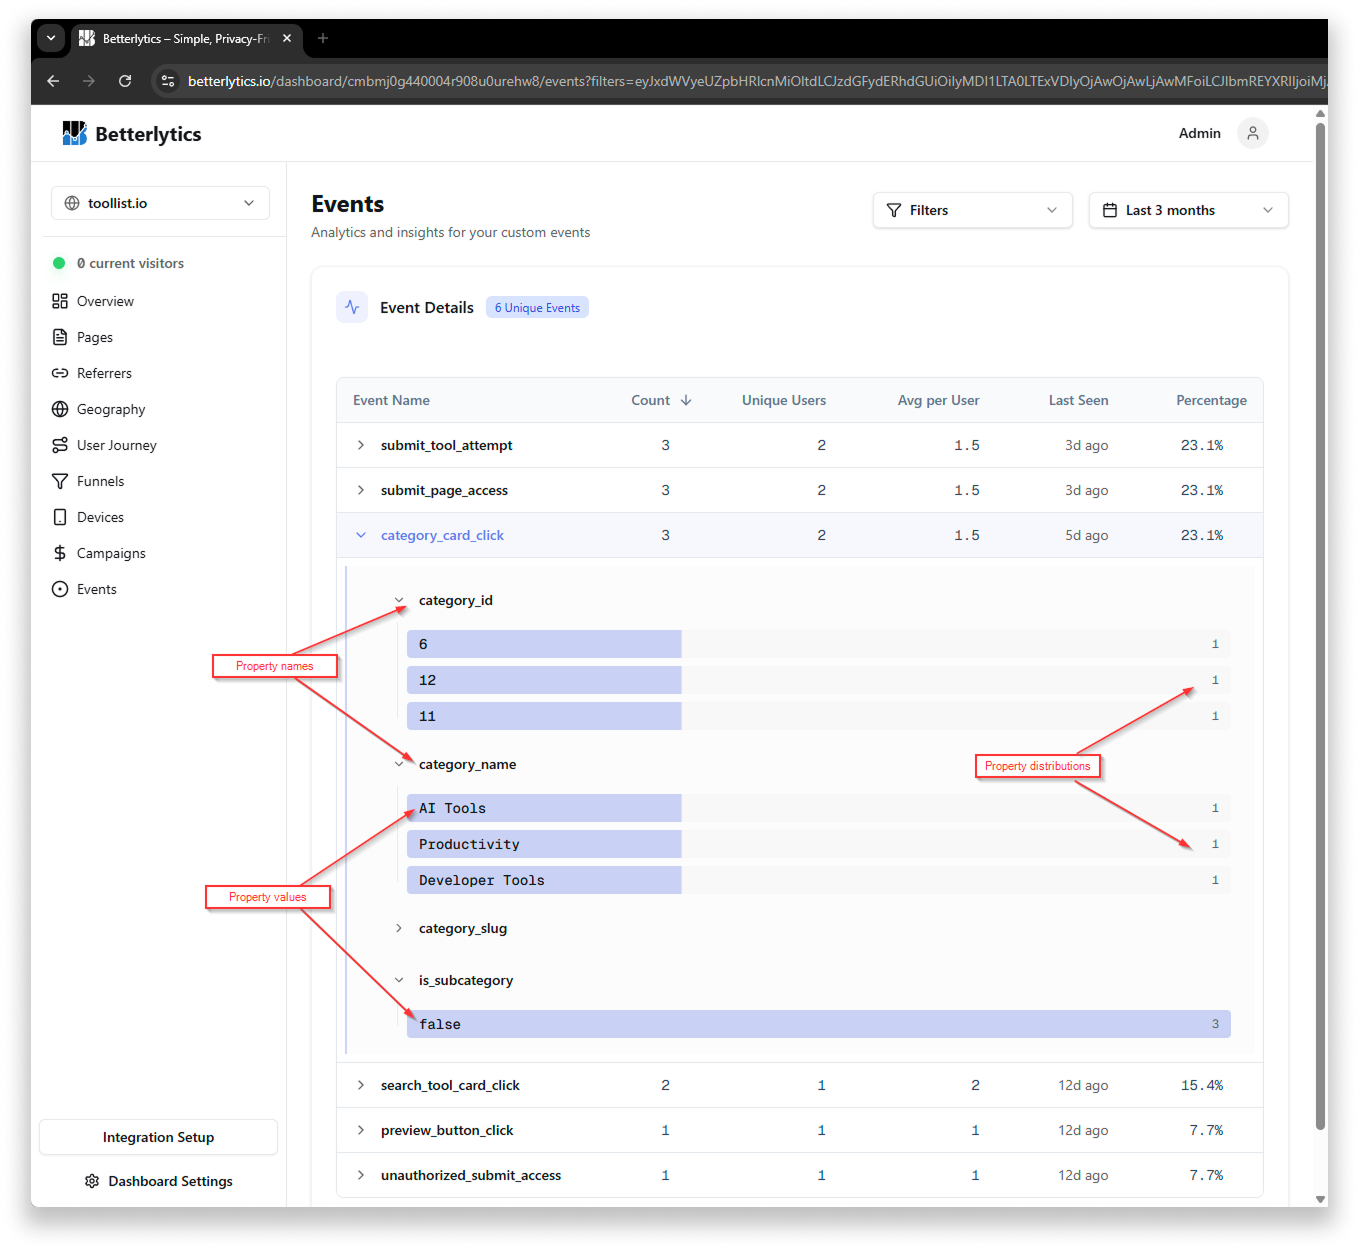 Betterlytics – Simple, Privacy-Fri
betterlytics.io/dashboard/cmbmj0g440004r908u0urehw8/events?filters=
Betterlytics
Admin
toollist.io
0 current visitors
Overview
Pages
Referrers
Geography
User Journey
Funnels
Devices
Campaigns
Events
Integration Setup
Dashboard Settings
Events
Analytics and insights for your custom events
Filters
Last 3 months
Event Details 6 Unique Events
Event Name Count Unique Users Avg per User Last Seen Percentage
submit_tool_attempt 3 2 1.5 3d ago 23.1%
submit_page_access 3 2 1.5 3d ago 23.1%
category_card_click 3 2 1.5 5d ago 23.1%
category_id
6 1
12 1
11 1
Property names
category_name
Property distributions
AI Tools 1
Productivity 1
Developer Tools 1
Property values
category_slug
is_subcategory
false 3
search_tool_card_click 2 1 2 12d ago 15.4%
preview_button_click 1 1 1 12d ago 7.7%
unauthorized_submit_access 1 1 1 12d ago 7.7%